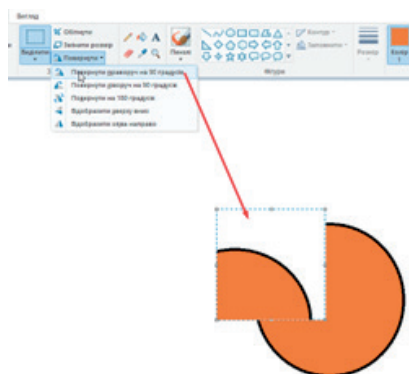 Вигляд
Обітнути
Змінити розмір
Повернути
Виділити
Пензлі
Контур
Заповнити
Розмір
Колір
1
Фігури
Повернути праворуч на 90 градусів
Повернути ліворуч на 90 градусів
Повернути на 180 градусів
Відобразити згори вниз
Відобразити зліва направо